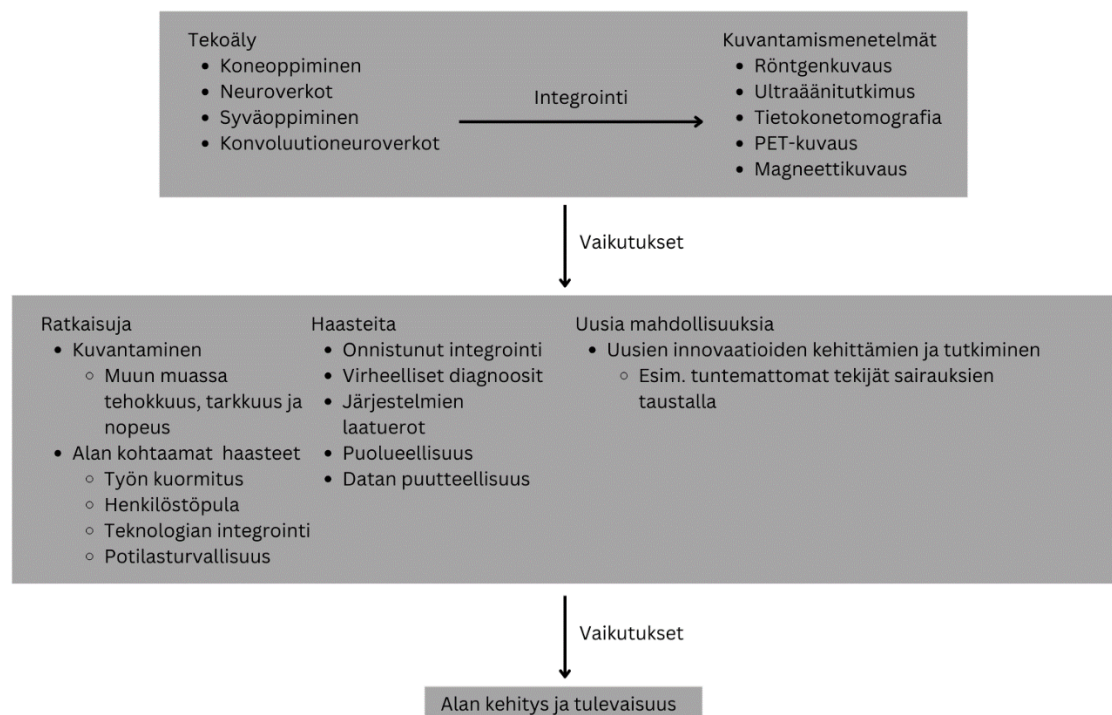 Tekoäly
• Koneoppiminen
• Neuroverkot
• Syväoppiminen
• Konvoluutioneuroverkot
Integrointi
Kuvantamismenetelmät
• Röntgenkuvaus
• Ultraäänitutkimus
• Tietokonetomografia
• PET-kuvaus
• Magneettikuvaus
Vaikutukset
Ratkaisuja
• Kuvantaminen
◦ Muun muassa
tehokkuus, tarkkuus ja
nopeus
• Alan kohtaamat haasteet
◦ Työn kuormitus
◦ Henkilöstöpula
◦ Teknologian integrointi
◦ Potilasturvallisuus
Haasteita
• Onnistunut integrointi
• Virheelliset diagnoosit
• Järjestelmien
laatuerot
• Puolueellisuus
• Datan puutteellisuus
Uusia mahdollisuuksia
• Uusien innovaatioiden kehittämien ja tutkiminen
◦ Esim. tuntemattomat tekijät sairauksien
taustalla
Vaikutukset
Alan kehitys ja tulevaisuus